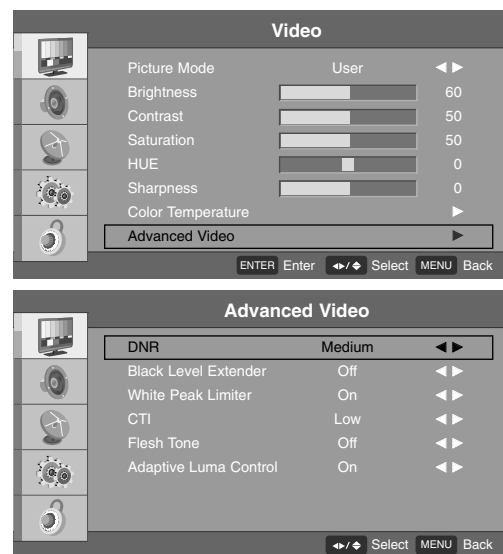 Video
Picture Mode User ◀ ▶
Brightness 60
Contrast 50
Saturation 50
HUE 0
Sharpness 0
Color Temperature ▶
Advanced Video ▶
ENTER Enter ◂▸/♦ Select MENU Back
Advanced Video
DNR Medium ◀ ▶
Black Level Extender Off ◀ ▶
White Peak Limiter On ◀ ▶
CTI Low ◀ ▶
Flesh Tone Off ◀ ▶
Adaptive Luma Control On ◀ ▶
◂▸/♦ Select MENU Back